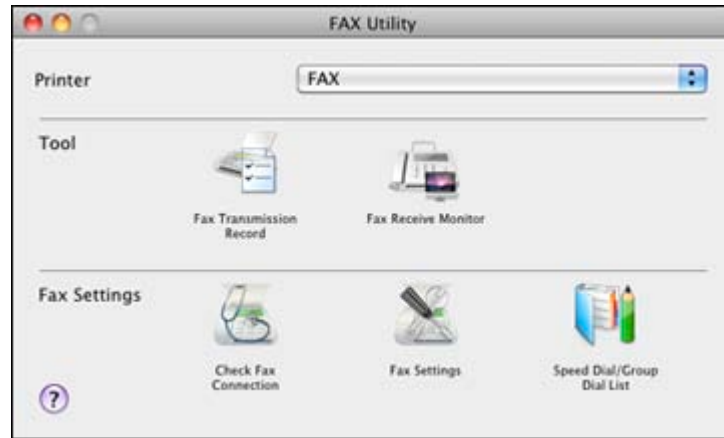 FAX Utility
Printer
FAX
Tool
Fax Transmission
Record
Fax Receive Monitor
Fax Settings
Check Fax
Connection
Fax Settings
Speed Dial/Group
Dial List
?